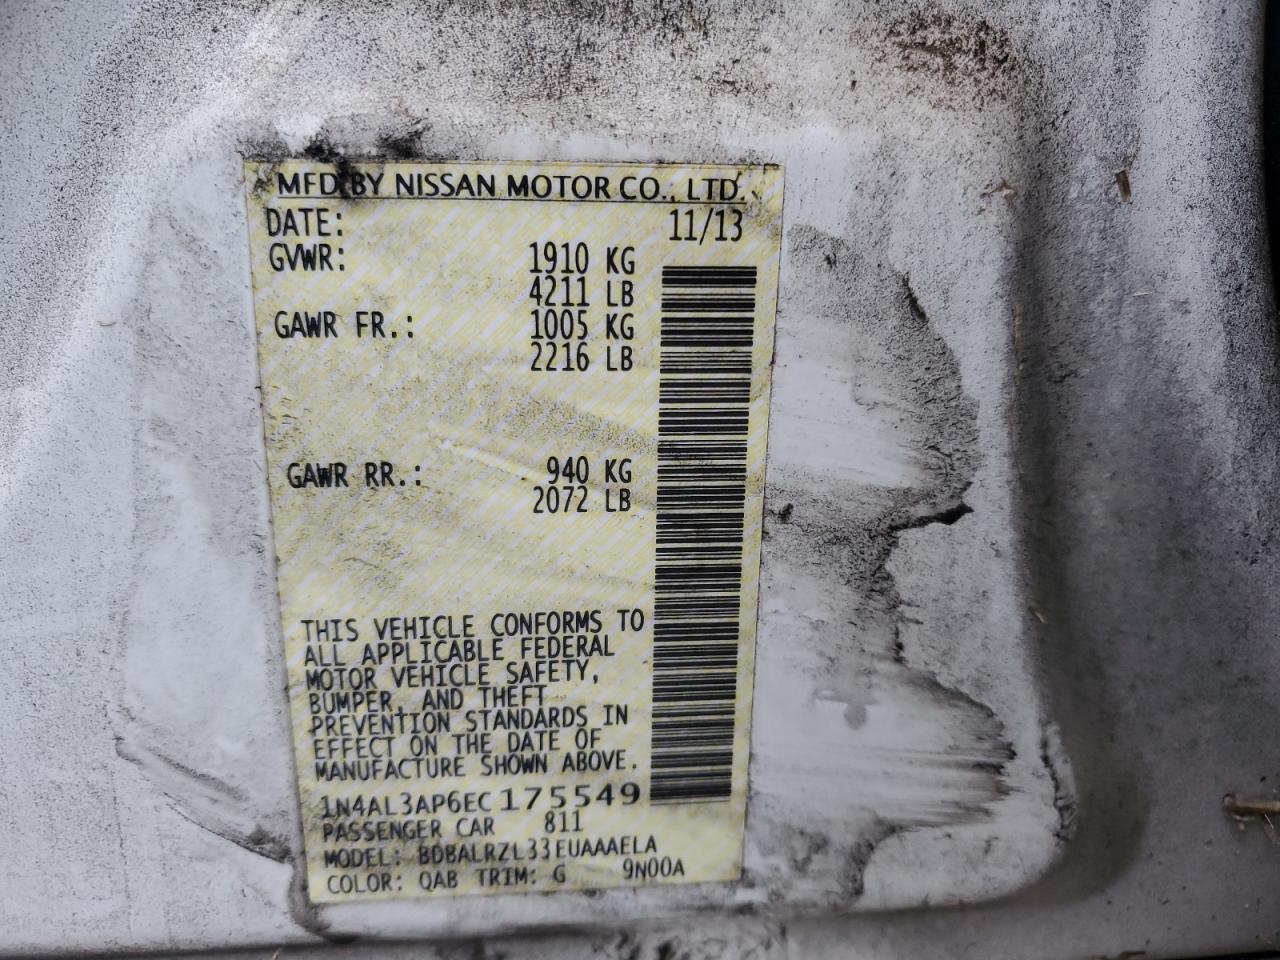 MFD BY NISSAN MOTOR CO., LTD.
DATE: 11/13
GVWR: 1910 KG
4211 LB
GAWR FR.: 1005 KG
2216 LB
GAWR RR.: 940 KG
2072 LB
THIS VEHICLE CONFORMS TO
ALL APPLICABLE FEDERAL
MOTOR VEHICLE SAFETY,
BUMPER, AND THEFT
PREVENTION STANDARDS IN
EFFECT ON THE DATE OF
MANUFACTURE SHOWN ABOVE.
1N4AL3AP6EC175549
PASSENGER CAR 811
MODEL: BDBALRZL33EUAAAELA
COLOR: QAB TRIM: G 9N00A